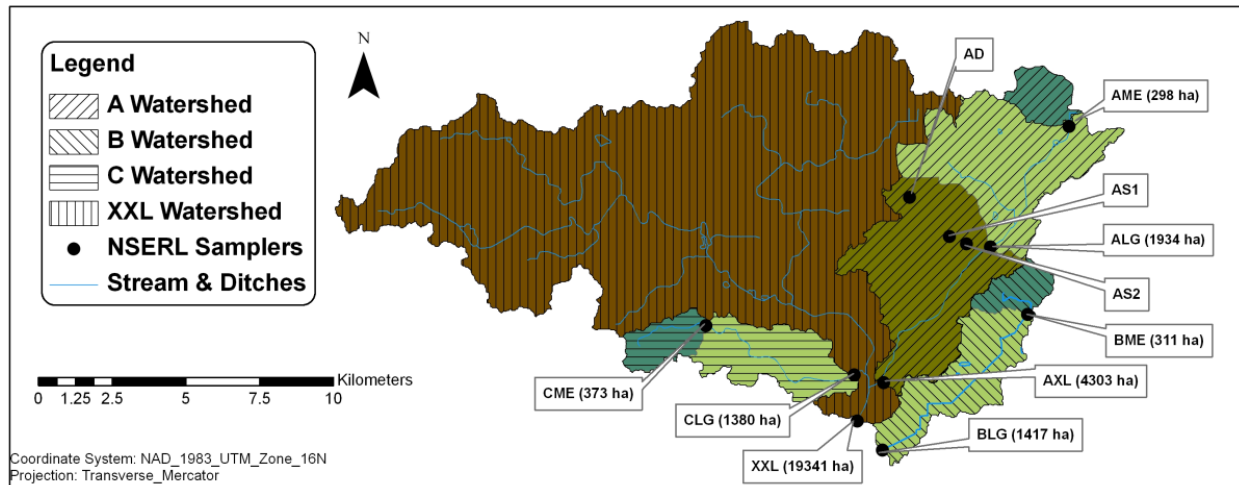 N
Legend
A Watershed
B Watershed
C Watershed
XXL Watershed
NSERL Samplers
Stream & Ditches
AD
AME (298 ha)
AS1
ALG (1934 ha)
AS2
BME (311 ha)
AXL (4303 ha)
BLG (1417 ha)
CME (373 ha)
CLG (1380 ha)
XXL (19341 ha)
Kilometers
0 1.25 2.5 5 7.5 10
Coordinate System: NAD_1983_UTM_Zone_16N
Projection: Transverse_Mercator